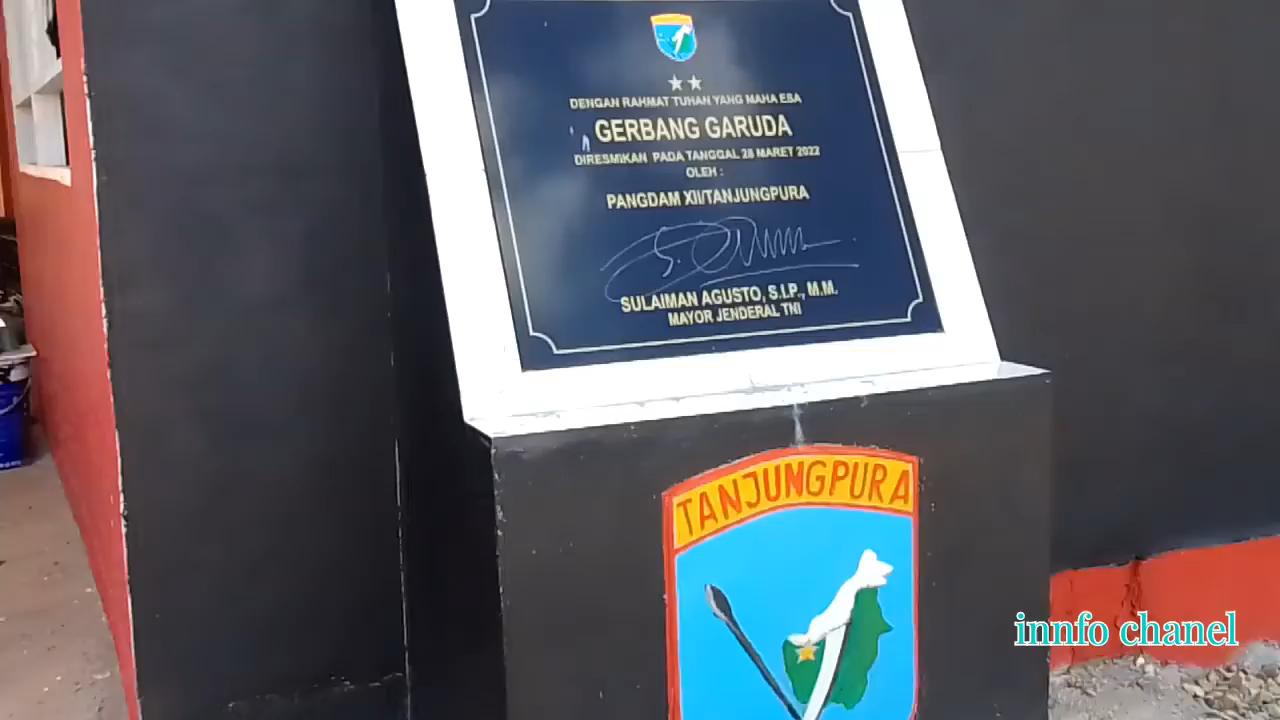 DENGAN RAHMAT TUHAN YANG MAHA ESA
GERBANG GARUDA
DIRESMIKAN PADA TANGGAL 28 MARET 2022
OLEH :
PANGDAM XII/TANJUNGPURA
SULAIMAN AGUSTO, S.I.P., M.M.
MAYOR JENDERAL TNI
TANJUNGPURA
innfo chanel